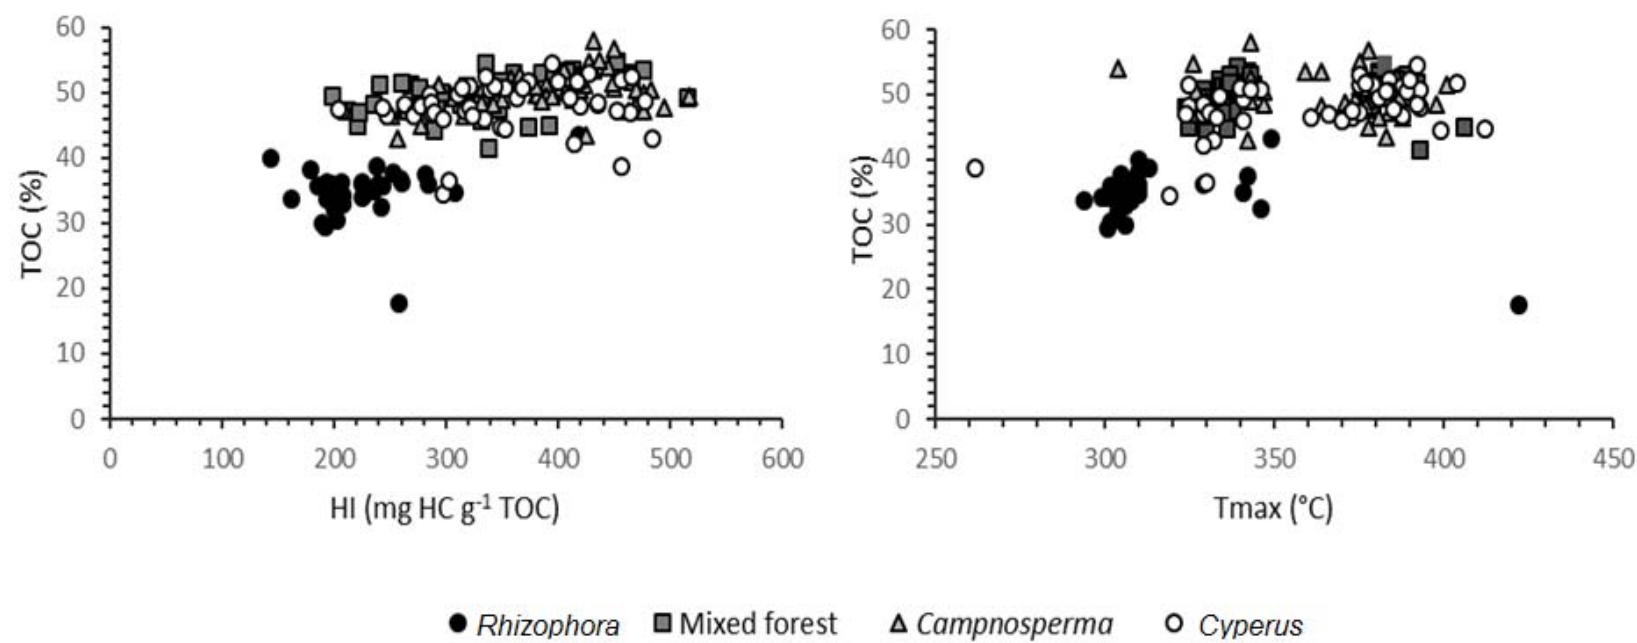 60
50
40
30
20
10
0
TOC (%)
0 100 200 300 400 500 600
HI (mg HC g⁻¹ TOC)
60
50
40
30
20
10
0
TOC (%)
250 300 350 400 450
Tmax (°C)
Rhizophora Mixed forest Campnosperma Cyperus